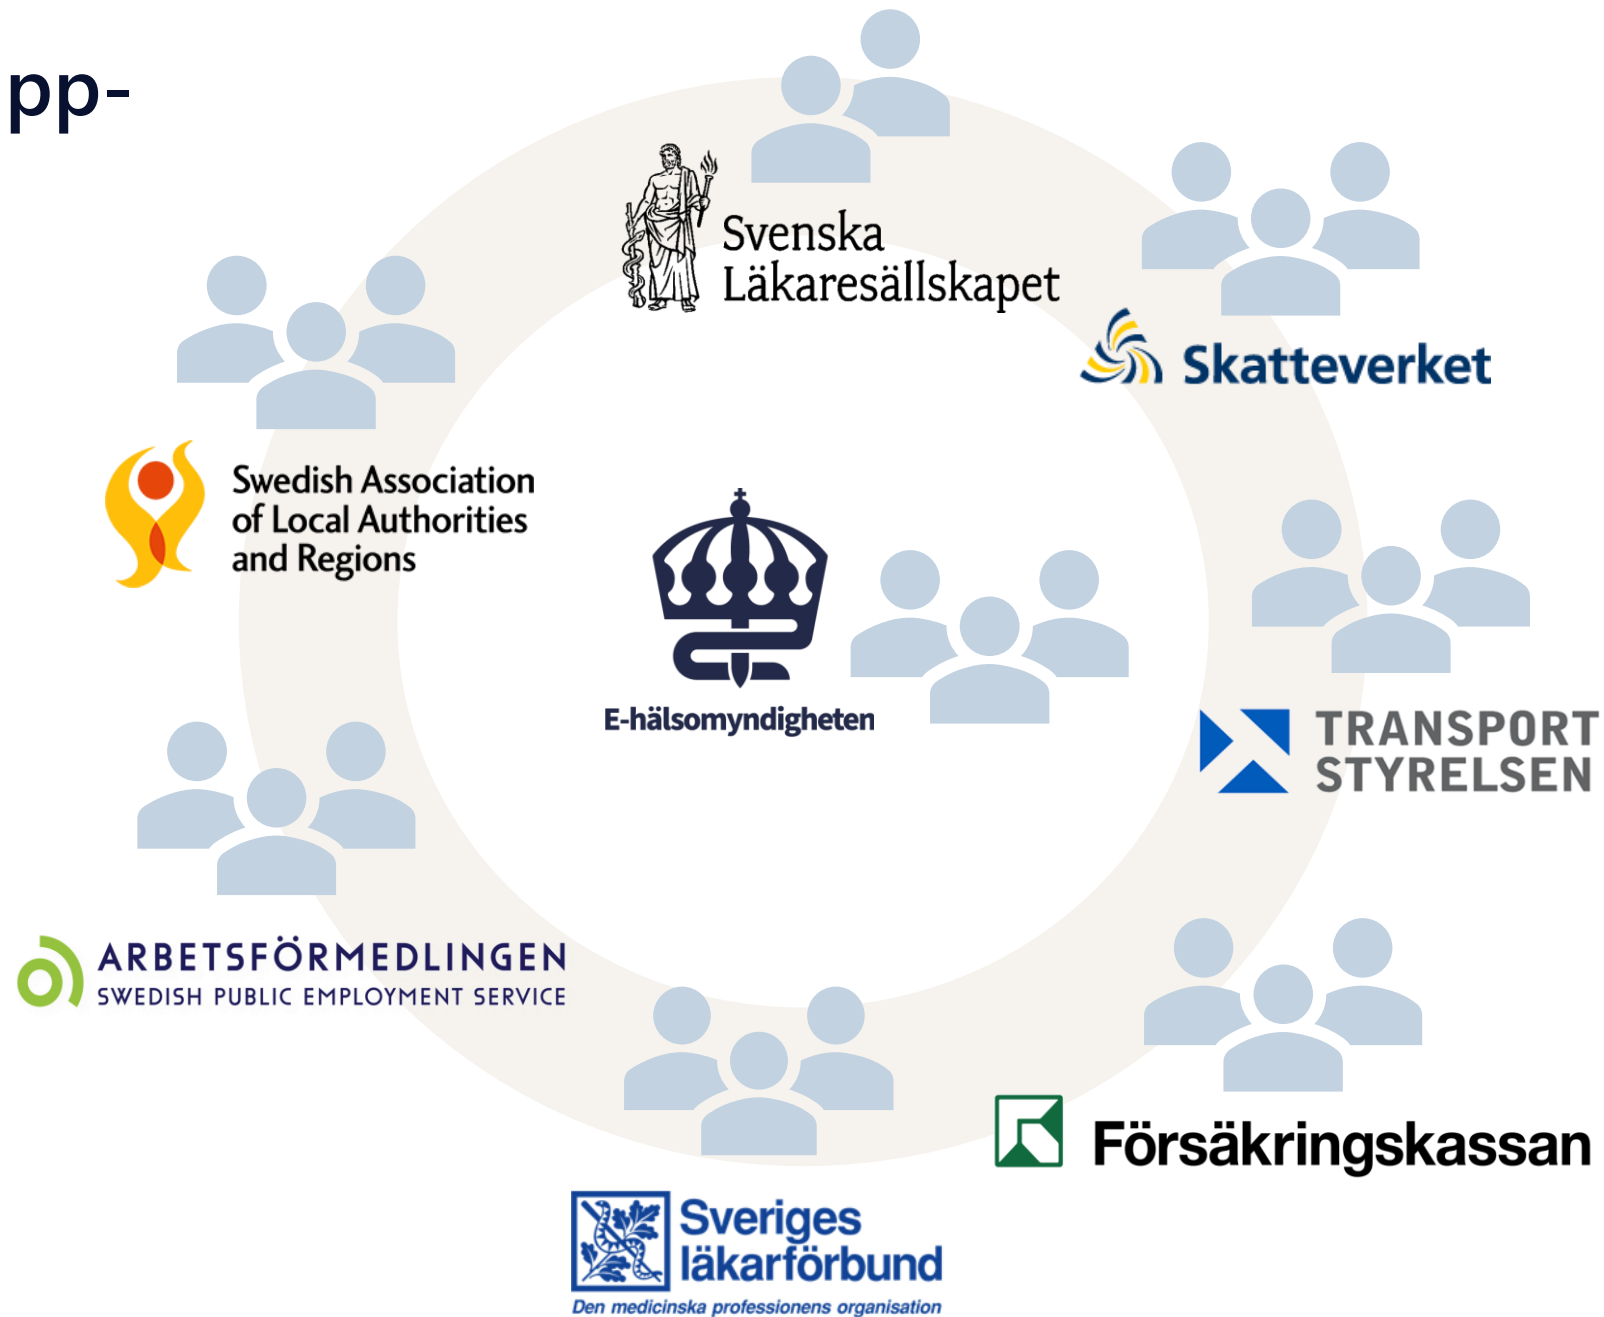 pp-
Svenska
Läkaresällskapet
Skatteverket
Swedish Association
of Local Authorities
and Regions
E-hälsomyndigheten
TRANSPORT
STYRELSEN
ARBETSFÖRMEDLINGEN
SWEDISH PUBLIC EMPLOYMENT SERVICE
Försäkringskassan
Sveriges
läkarförbund
Den medicinska professionens organisation